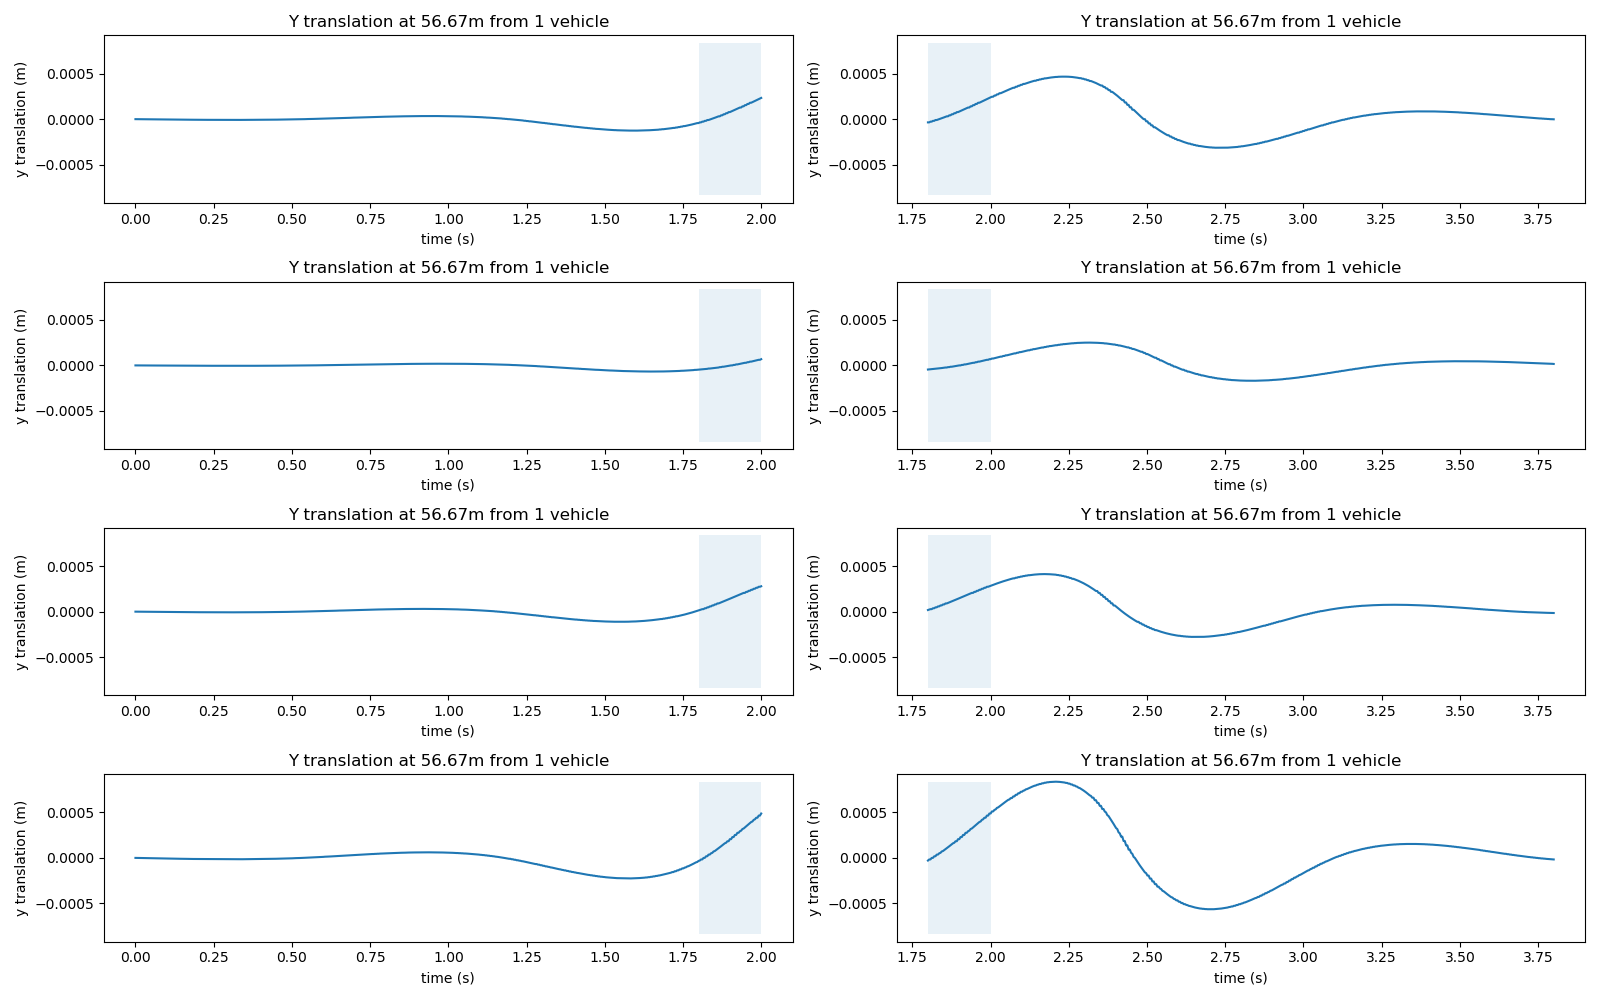 Y translation at 56.67m from 1 vehicle
y translation (m)
0.0005
0.0000
−0.0005
0.00 0.25 0.50 0.75 1.00 1.25 1.50 1.75 2.00
time (s)
Y translation at 56.67m from 1 vehicle
y translation (m)
0.0005
0.0000
−0.0005
1.75 2.00 2.25 2.50 2.75 3.00 3.25 3.50 3.75
time (s)
Y translation at 56.67m from 1 vehicle
y translation (m)
0.0005
0.0000
−0.0005
0.00 0.25 0.50 0.75 1.00 1.25 1.50 1.75 2.00
time (s)
Y translation at 56.67m from 1 vehicle
y translation (m)
0.0005
0.0000
−0.0005
1.75 2.00 2.25 2.50 2.75 3.00 3.25 3.50 3.75
time (s)
Y translation at 56.67m from 1 vehicle
y translation (m)
0.0005
0.0000
−0.0005
0.00 0.25 0.50 0.75 1.00 1.25 1.50 1.75 2.00
time (s)
Y translation at 56.67m from 1 vehicle
y translation (m)
0.0005
0.0000
−0.0005
1.75 2.00 2.25 2.50 2.75 3.00 3.25 3.50 3.75
time (s)
Y translation at 56.67m from 1 vehicle
y translation (m)
0.0005
0.0000
−0.0005
0.00 0.25 0.50 0.75 1.00 1.25 1.50 1.75 2.00
time (s)
Y translation at 56.67m from 1 vehicle
y translation (m)
0.0005
0.0000
−0.0005
1.75 2.00 2.25 2.50 2.75 3.00 3.25 3.50 3.75
time (s)